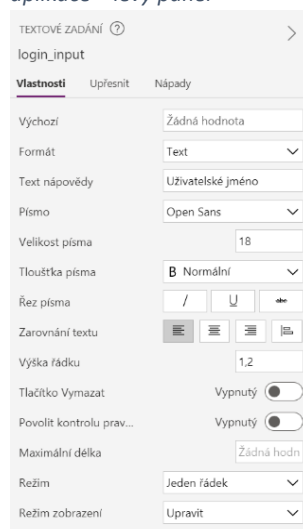 aplikace - levý panel
TEXTOVÉ ZADÁNÍ ?
login_input
Vlastnosti Upřesnit Nápady
Výchozí Žádná hodnota
Formát Text
Text nápovědy Uživatelské jméno
Písmo Open Sans
Velikost písma 18
Tloušťka písma B Normální
Řez písma / U abc
Zarovnání textu
Výška řádku 1,2
Tlačítko Vymazat Vypnutý
Povolit kontrolu prav... Vypnutý
Maximální délka Žádná hodn
Režim Jeden řádek
Režim zobrazení Upravit